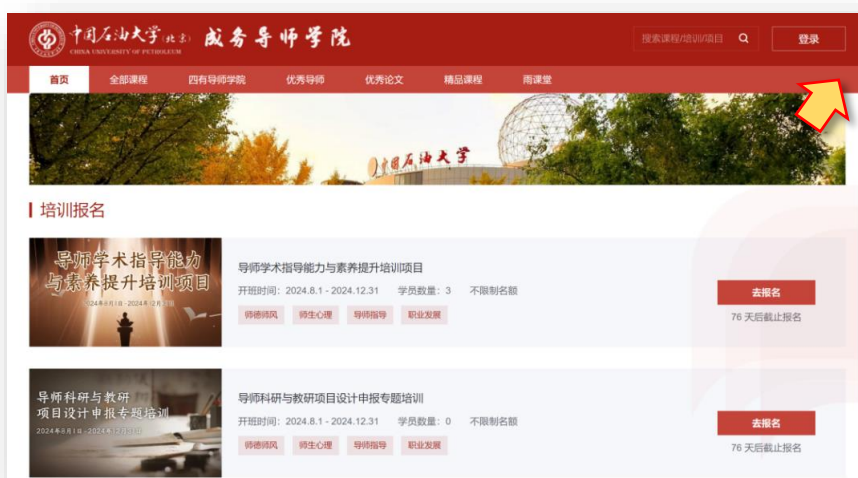 中国石油大学(北京) 成务导师学院
CHINA UNIVERSITY OF PETROLEUM
搜索课程/培训/项目
登录
首页 全部课程 四有导师学院 优秀导师 优秀论文 精品课程 雨课堂
中国石油大学
培训报名
导师学术指导能力
与素养提升培训项目
导师学术指导能力与素养提升培训项目
开班时间：2024.8.1 - 2024.12.31 学员数量：3 不限制名额
师德师风 师生心理 导师指导 职业发展
去报名
76 天后截止报名
导师科研与教研
项目设计申报专题培训
导师科研与教研项目设计申报专题培训
开班时间：2024.8.1 - 2024.12.31 学员数量：0 不限制名额
师德师风 师生心理 导师指导 职业发展
去报名
76 天后截止报名